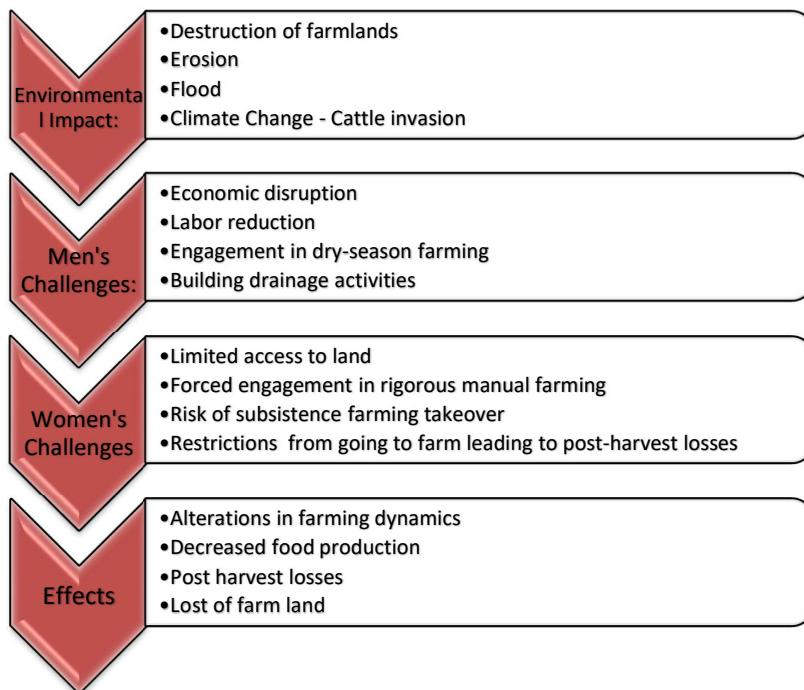 Environmenta
l Impact:
•Destruction of farmlands
•Erosion
•Flood
•Climate Change - Cattle invasion
Men's
Challenges:
•Economic disruption
•Labor reduction
•Engagement in dry-season farming
•Building drainage activities
Women's
Challenges
•Limited access to land
•Forced engagement in rigorous manual farming
•Risk of subsistence farming takeover
•Restrictions  from going to farm leading to post-harvest losses
Effects
•Alterations in farming dynamics
•Decreased food production
•Post harvest losses
•Lost of farm land